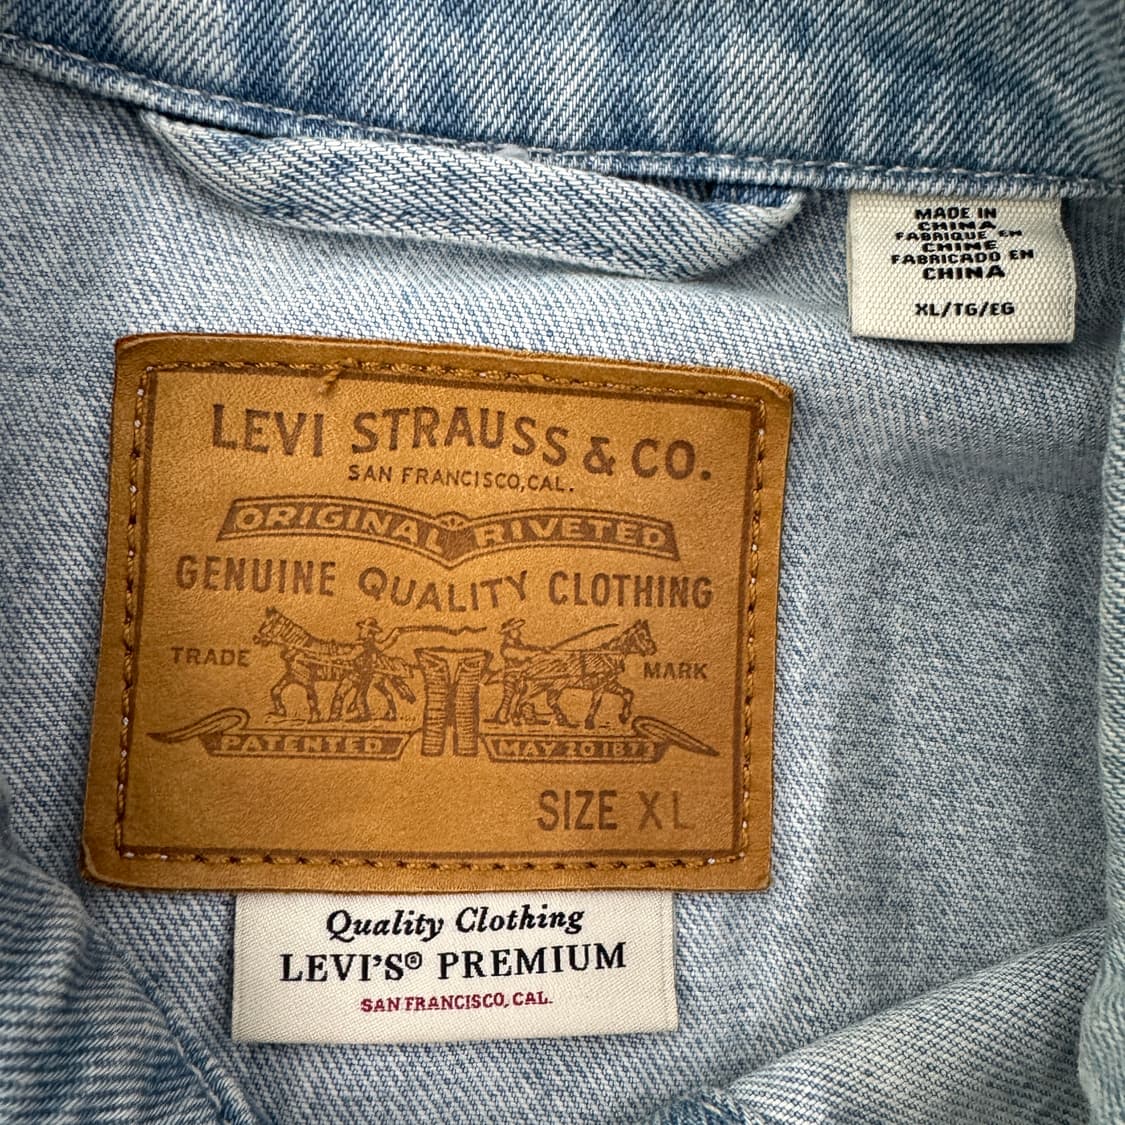 MADE IN
CHINA
FABRIQUE EN
CHINE
FABRICADO EN
CHINA
XL/TG/EG
LEVI STRAUSS & CO.
SAN FRANCISCO,CAL.
ORIGINAL RIVETED
GENUINE QUALITY CLOTHING
TRADE MARK
PATENTED MAY 20 1873
SIZE XL
Quality Clothing
LEVI'S® PREMIUM
SAN FRANCISCO, CAL.